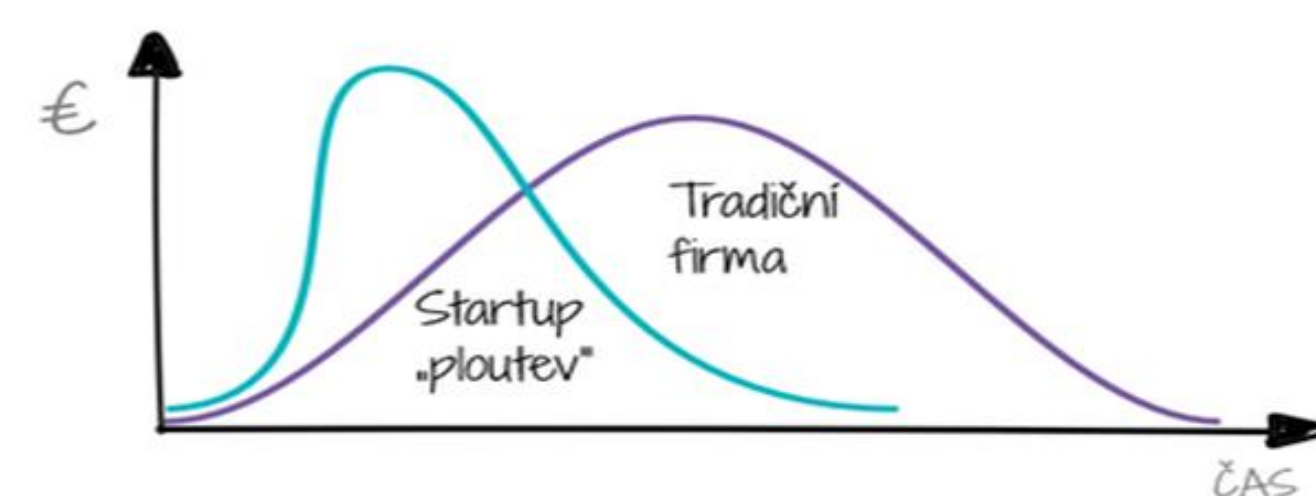 €
Tradiční
firma
Startup
„ploutev"
ČAS